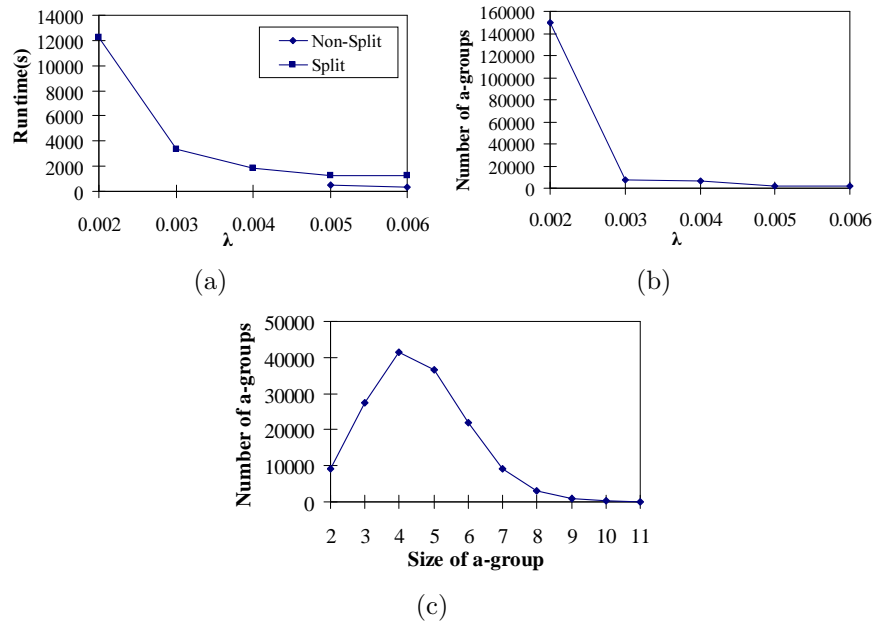 14000
12000
10000
8000
6000
4000
2000
0
Runtime(s)
Non-Split
Split
0.002 0.003 0.004 0.005 0.006
λ
(a)
160000
140000
120000
100000
80000
60000
40000
20000
0
Number of a-groups
0.002 0.003 0.004 0.005 0.006
λ
(b)
50000
40000
30000
20000
10000
0
Number of a-groups
2 3 4 5 6 7 8 9 10 11
Size of a-group
(c)